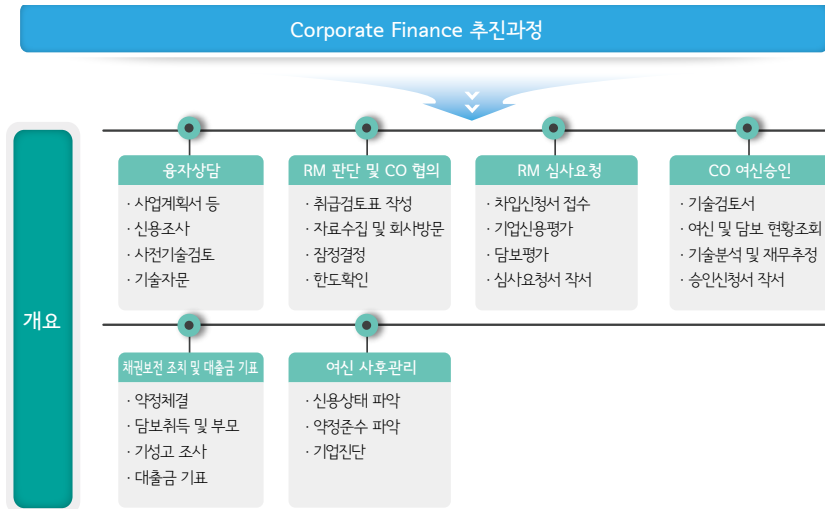 Corporate Finance 추진과정
개요
융자상담
· 사업계획서 등
· 신용조사
· 사전기술검토
· 기술자문
RM 판단 및 CO 협의
· 취급검토표 작성
· 자료수집 및 회사방문
· 잠정결정
· 한도확인
RM 심사요청
· 차입신청서 접수
· 기업신용평가
· 담보평가
· 심사요청서 작서
CO 여신승인
· 기술검토서
· 여신 및 담보 현황조회
· 기술분석 및 재무추정
· 승인신청서 작서
채권보전 조치 및 대출금 기표
· 약정체결
· 담보취득 및 부모
· 기성고 조사
· 대출금 기표
여신 사후관리
· 신용상태 파악
· 약정준수 파악
· 기업진단